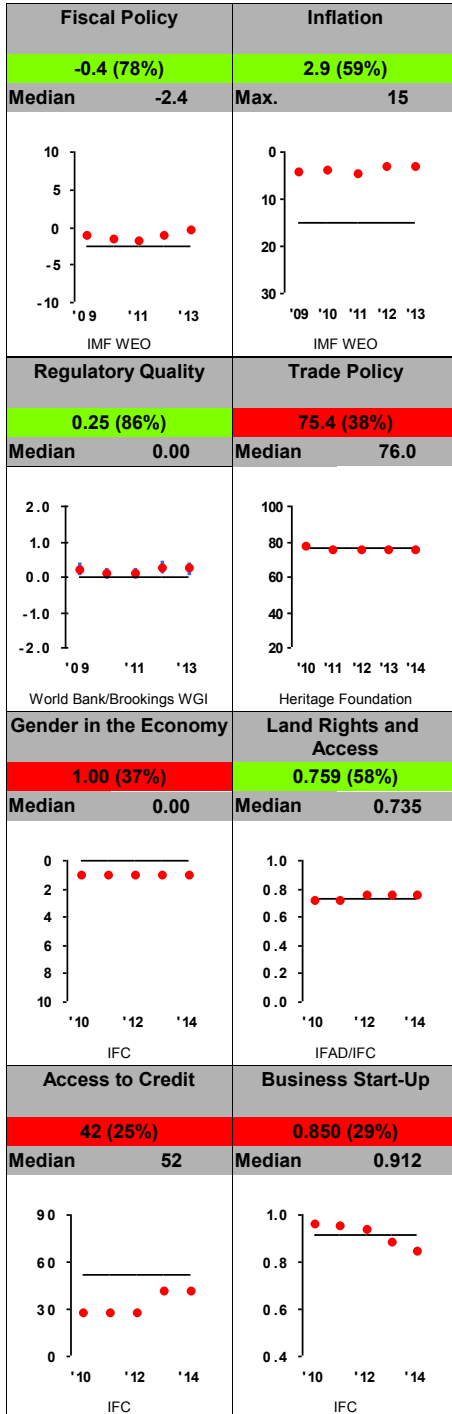 Fiscal Policy
-0.4 (78%)
Median -2.4
10
5
0
-5
-10
'09 '11 '13
IMF WEO
Inflation
2.9 (59%)
Max. 15
0
10
20
30
'09 '10 '11 '12 '13
IMF WEO
Regulatory Quality
0.25 (86%)
Median 0.00
2.0
1.0
0.0
-1.0
-2.0
'09 '11 '13
World Bank/Brookings WGI
Trade Policy
75.4 (38%)
Median 76.0
100
80
60
40
20
'10 '11 '12 '13 '14
Heritage Foundation
Gender in the Economy
1.00 (37%)
Median 0.00
0
2
4
6
8
10
'10 '12 '14
IFC
Land Rights and
Access
0.759 (58%)
Median 0.735
1.0
0.8
0.6
0.4
0.2
0.0
'10 '12 '14
IFAD/IFC
Access to Credit
42 (25%)
Median 52
90
60
30
0
'10 '12 '14
IFC
Business Start-Up
0.850 (29%)
Median 0.912
1.0
0.8
0.6
0.4
'10 '12 '14
IFC